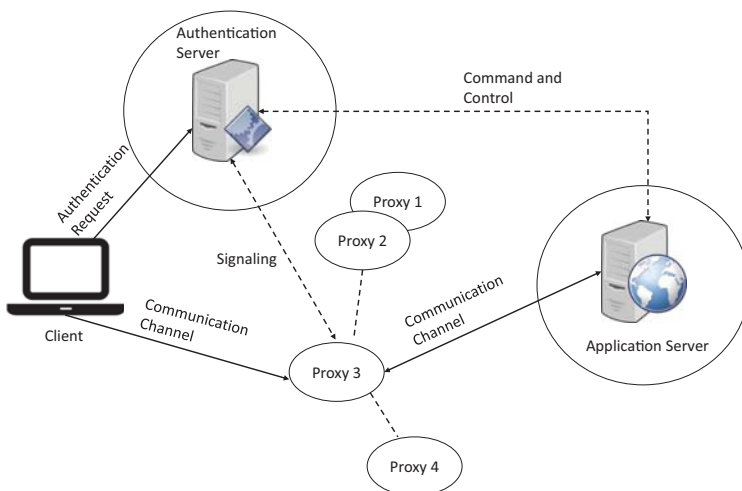 Authentication
Server
Command and
Control
Authentication
Request
Proxy 1
Proxy 2
Signaling
Communication
Channel
Communication
Channel
Client
Application Server
Proxy 3
Proxy 4